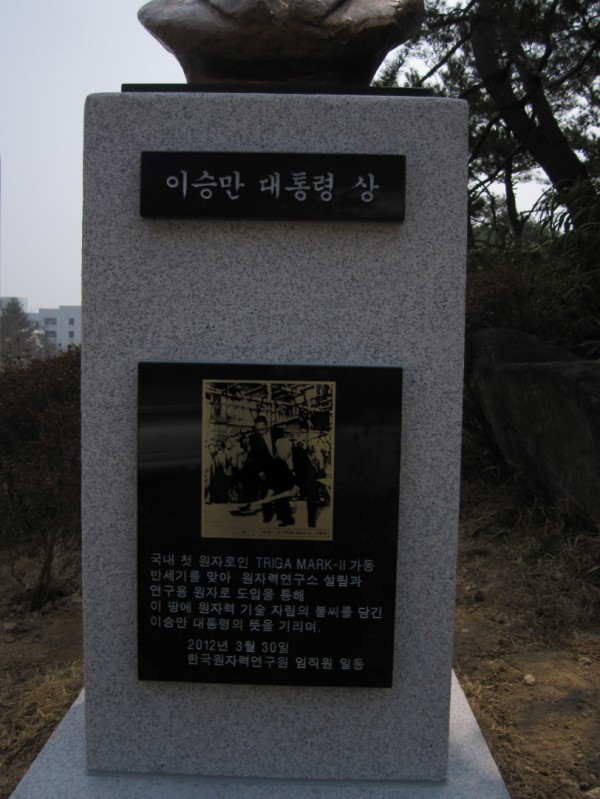 이승만 대통령 상
국내 첫 원자로인 TRIGA MARK-II 가동
반세기를 맞아 원자력연구소 설립과
연구용 원자로 도입을 통해
이 땅에 원자력 기술 자립의 불씨를 당긴
이승만 대통령의 뜻을 기리며.
2012년 3월 30일
한국원자력연구원 임직원 일동